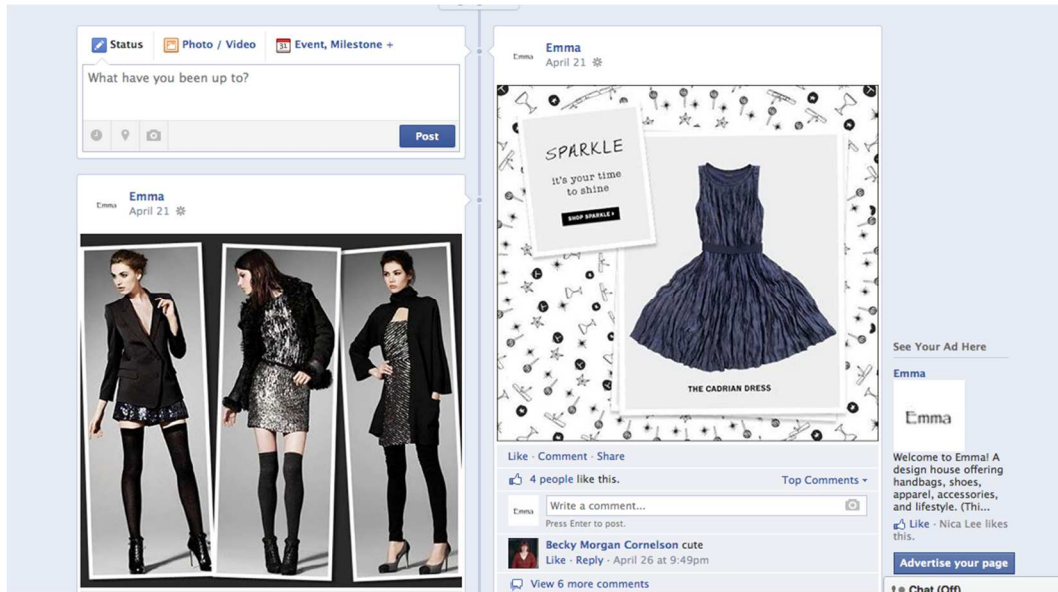 Status
Photo / Video
31
Event, Milestone +
What have you been up to?
Post
Emma
Emma
April 21
Emma
Emma
April 21
SPARKLE
it's your time
to shine
SHOP SPARKLE
THE CADRIAN DRESS
Like · Comment · Share
4 people like this.
Top Comments
Emma
Write a comment...
Press Enter to post.
Becky Morgan Cornelson cute
Like · Reply · April 26 at 9:49pm
View 6 more comments
See Your Ad Here
Emma
Emma
Welcome to Emma! A
design house offering
handbags, shoes,
apparel, accessories,
and lifestyle. (Thi...
Like · Nica Lee likes
this.
Advertise your page
Chat (Off)